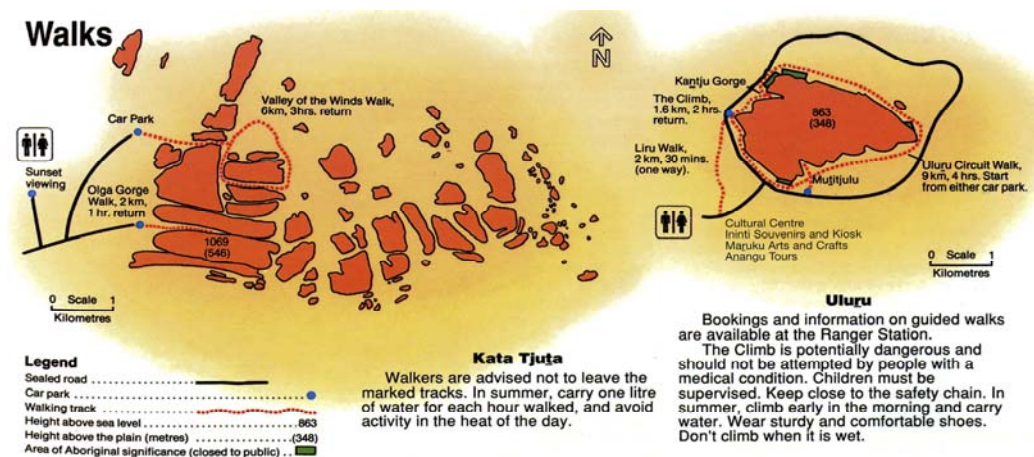 Walks
N
Car Park
Valley of the Winds Walk,
6km, 3hrs. return
Sunset
viewing
Olga Gorge
Walk, 2 km,
1 hr. return
1069
(546)
0 Scale 1
Kilometres
Kantju Gorge
The Climb,
1.6 km, 2 hrs.
return.
863
(348)
Liru Walk,
2 km, 30 mins.
(one way).
Mutitjulu
Uluru Circuit Walk,
9 km, 4 hrs. Start
from either car park.
Cultural Centre
Ininti Souvenirs and Kiosk
Maruku Arts and Crafts
Anangu Tours
0 Scale 1
Kilometres
Legend
Sealed road
Car park
Walking track
Height above sea level 863
Height above the plain (metres) (348)
Area of Aboriginal significance (closed to public)
Kata Tjuta
Walkers are advised not to leave the
marked tracks. In summer, carry one litre
of water for each hour walked, and avoid
activity in the heat of the day.
Uluru
Bookings and information on guided walks
are available at the Ranger Station.
The Climb is potentially dangerous and
should not be attempted by people with a
medical condition. Children must be
supervised. Keep close to the safety chain. In
summer, climb early in the morning and carry
water. Wear sturdy and comfortable shoes.
Don't climb when it is wet.